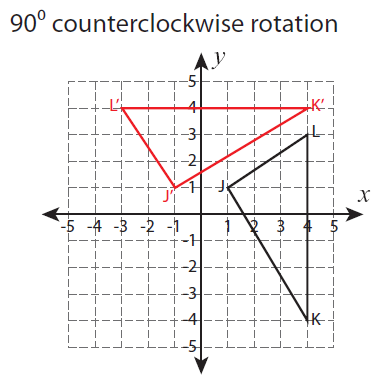 90⁰ counterclockwise rotation
y
5
L' 4 K'
3 L
2
J' 1 J
x
-5 -4 -3 -2 -1 1 2 3 4 5
-1
-2
-3
-4 K
-5